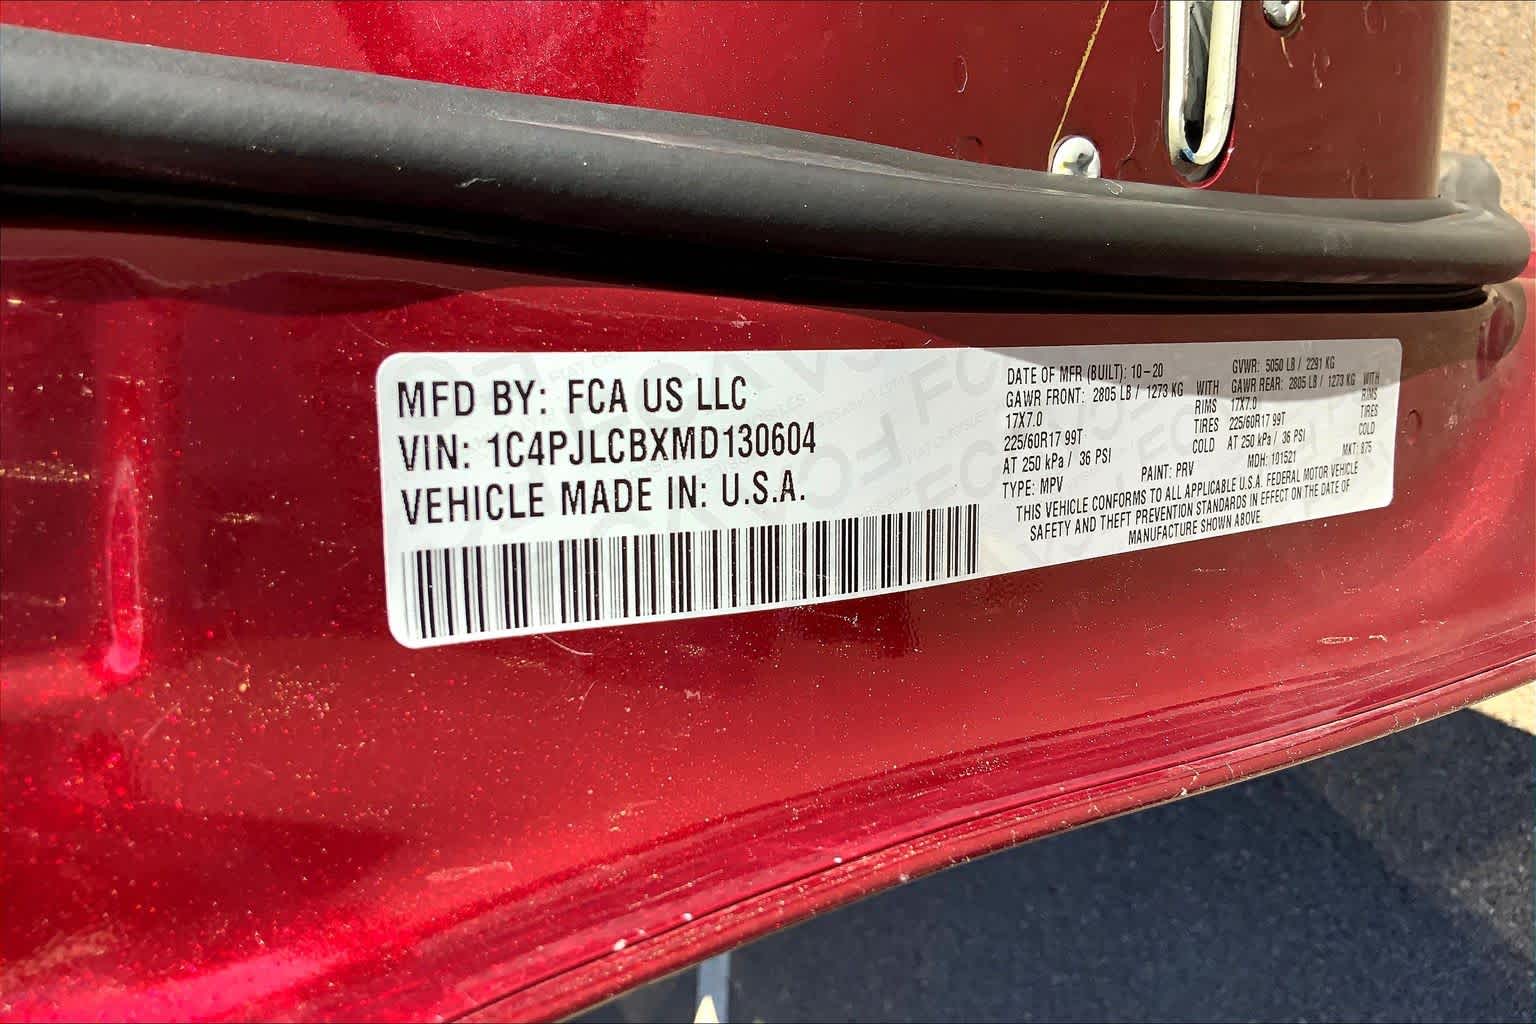 MFD BY: FCA US LLC
VIN: 1C4PJLCBXMD130604
VEHICLE MADE IN: U.S.A.
DATE OF MFR (BUILT): 10-20 GVWR: 5050 LB / 2291 KG
GAWR FRONT: 2805 LB / 1273 KG WITH GAWR REAR: 2805 LB / 1273 KG WITH
17X7.0 RIMS 17X7.0 RIMS
225/60R17 99T TIRES 225/60R17 99T TIRES
AT 250 kPa / 36 PSI COLD AT 250 kPa / 36 PSI COLD
TYPE: MPV PAINT: PRV MDH: 101521 MKT: 875
THIS VEHICLE CONFORMS TO ALL APPLICABLE U.S.A. FEDERAL MOTOR VEHICLE
SAFETY AND THEFT PREVENTION STANDARDS IN EFFECT ON THE DATE OF
MANUFACTURE SHOWN ABOVE.